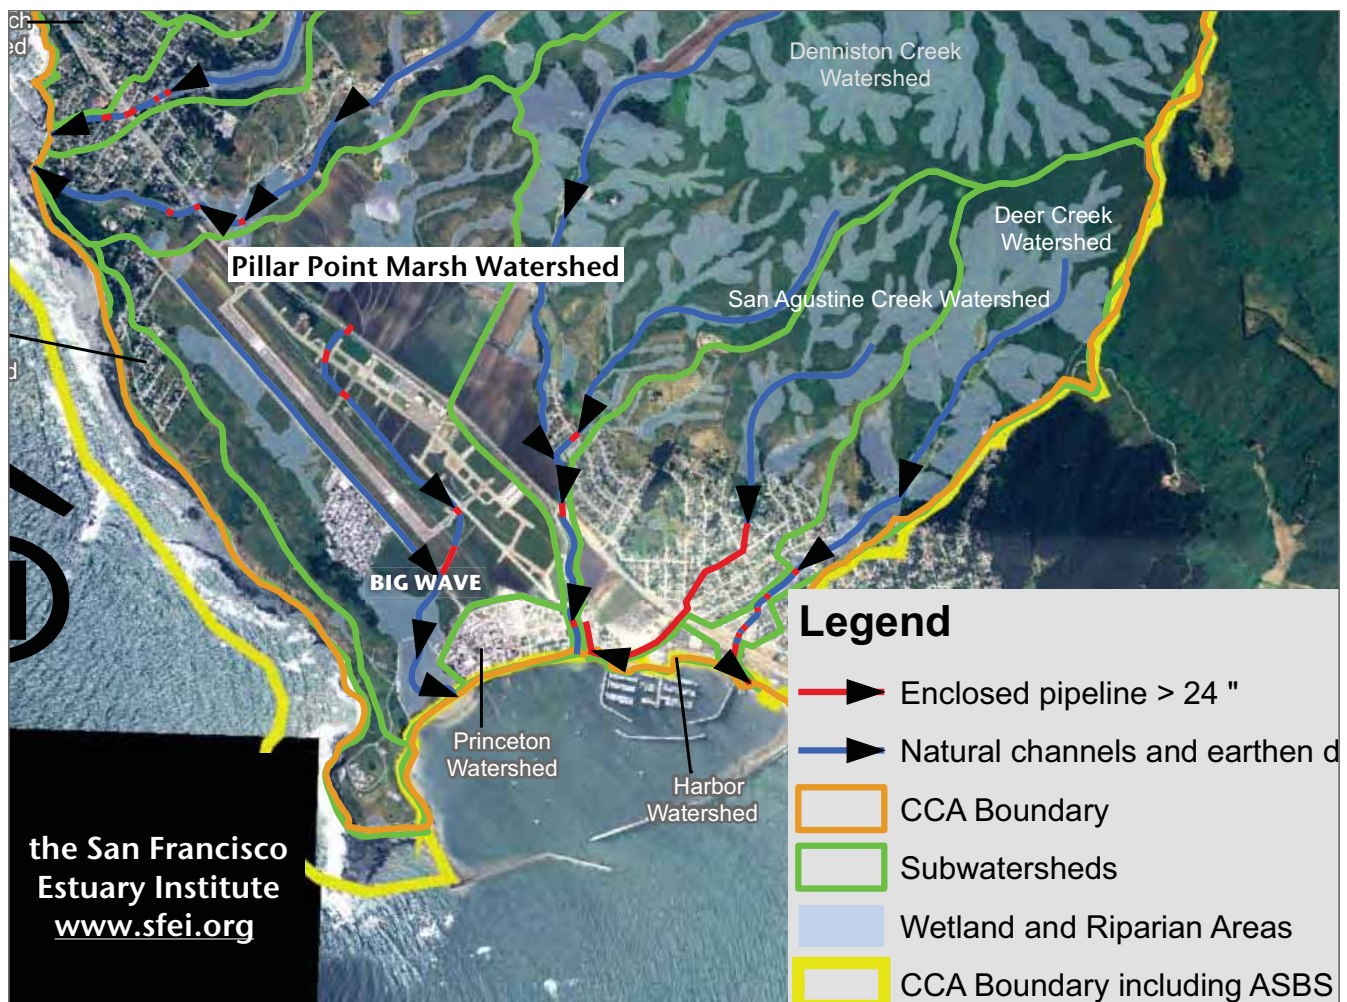 ch
ed
Denniston Creek
Watershed
Deer Creek
Watershed
Pillar Point Marsh Watershed
San Agustine Creek Watershed
d
BIG WAVE
Princeton
Watershed
Harbor
Watershed
the San Francisco
Estuary Institute
www.sfei.org
Legend
Enclosed pipeline > 24 "
Natural channels and earthen d
CCA Boundary
Subwatersheds
Wetland and Riparian Areas
CCA Boundary including ASBS